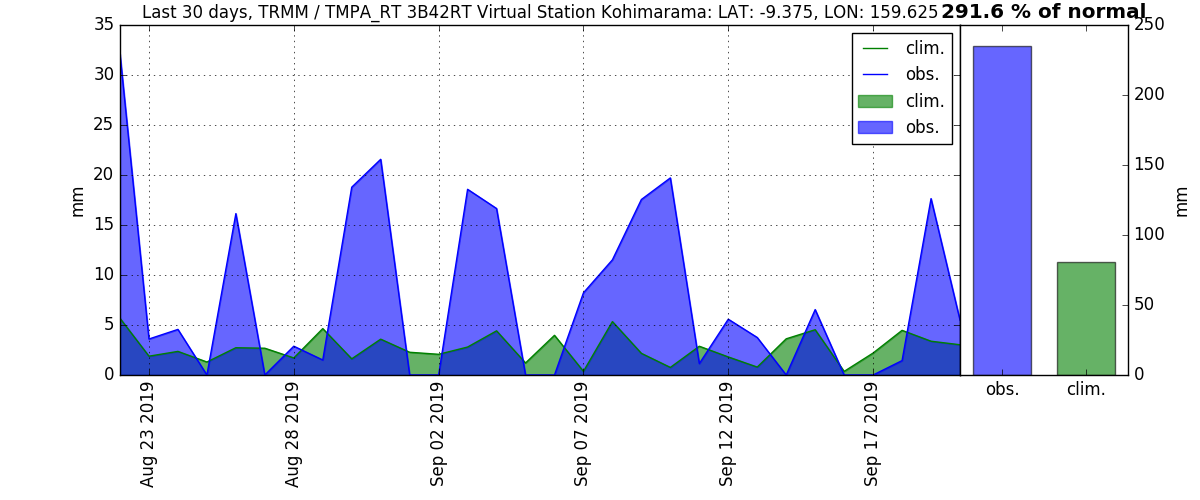 Last 30 days, TRMM / TMPA_RT 3B42RT Virtual Station Kohimarama: LAT: -9.375, LON: 159.625
291.6 % of normal
35
30
25
20
15
10
5
0
mm
clim.
obs.
clim.
obs.
Aug 23 2019
Aug 28 2019
Sep 02 2019
Sep 07 2019
Sep 12 2019
Sep 17 2019
250
200
150
100
50
0
mm
obs.
clim.